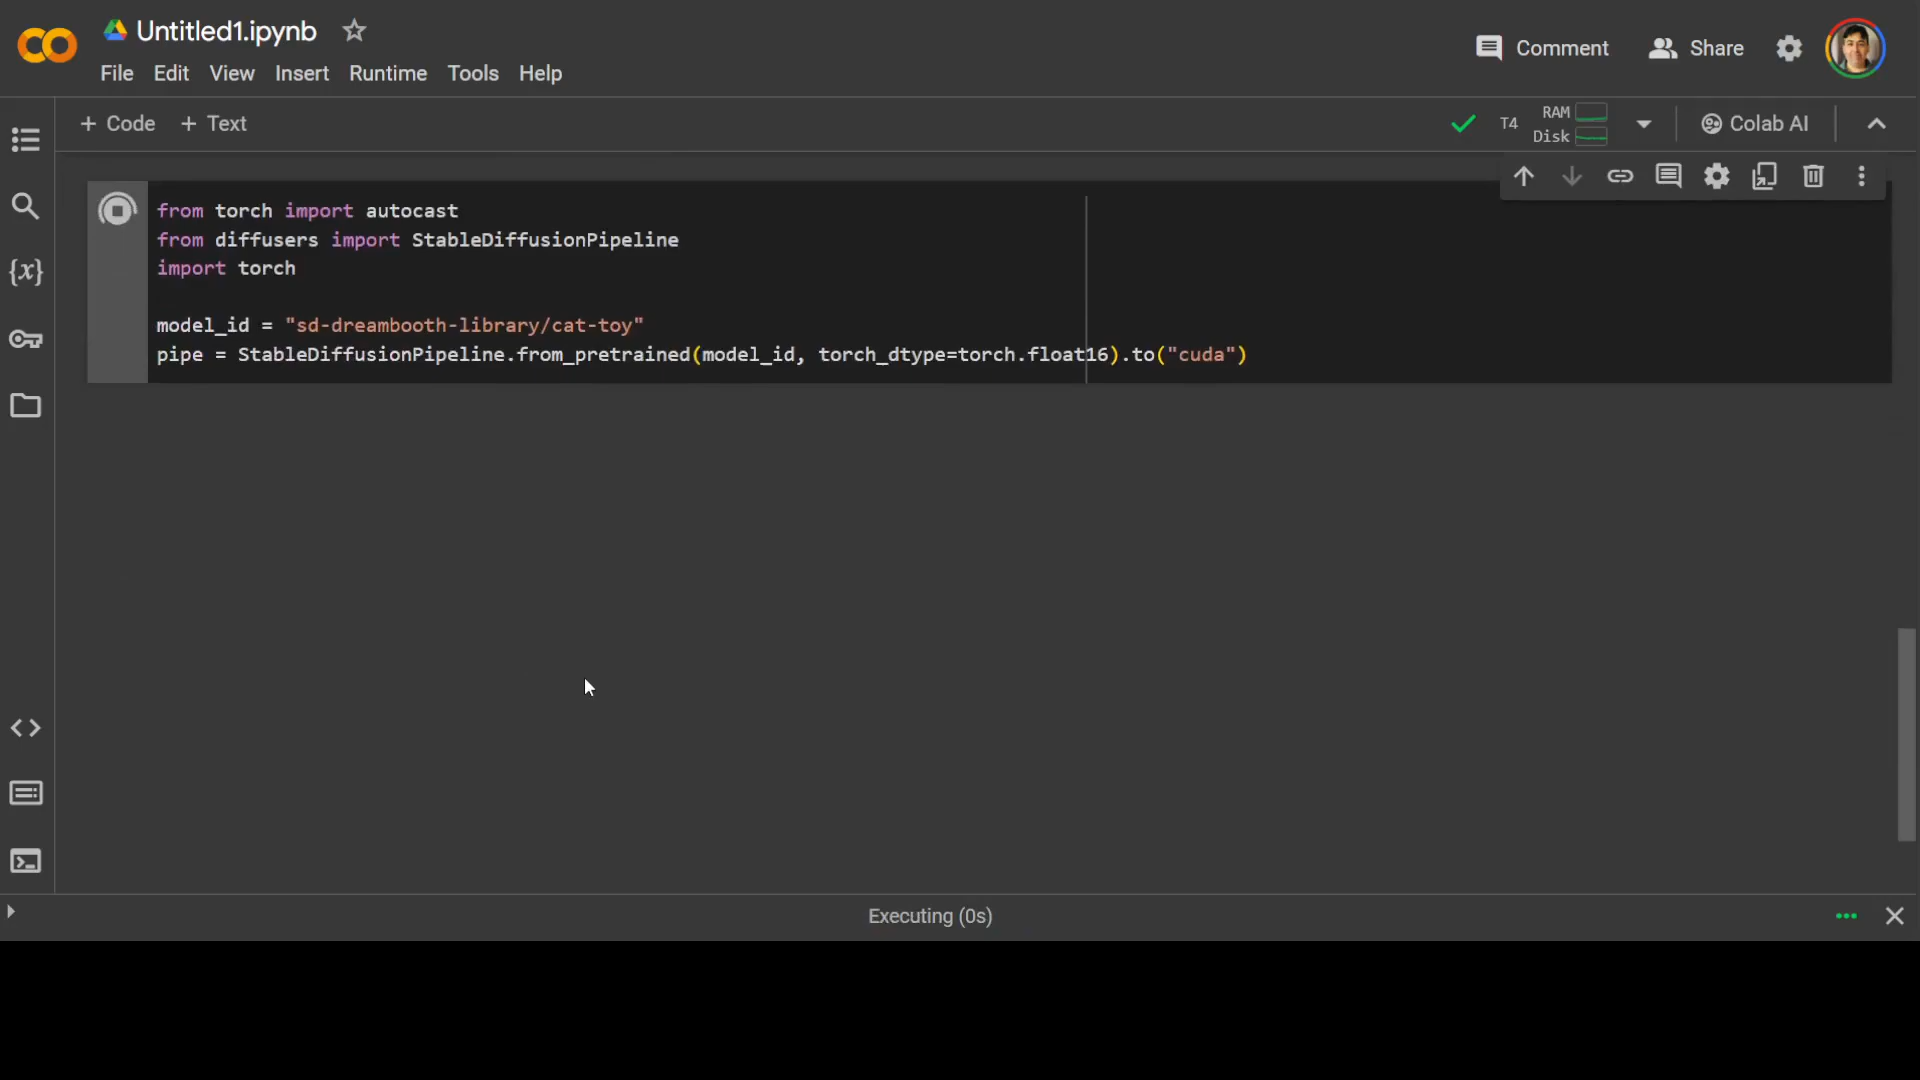 Untitled1.ipynb
File Edit View Insert Runtime Tools Help
Comment Share
+ Code + Text
T4 RAM
Disk
Colab AI
from torch import autocast
from diffusers import StableDiffusionPipeline
import torch
model_id = "sd-dreambooth-library/cat-toy"
pipe = StableDiffusionPipeline.from_pretrained(model_id, torch_dtype=torch.float16).to("cuda")
{x}
Executing (0s)